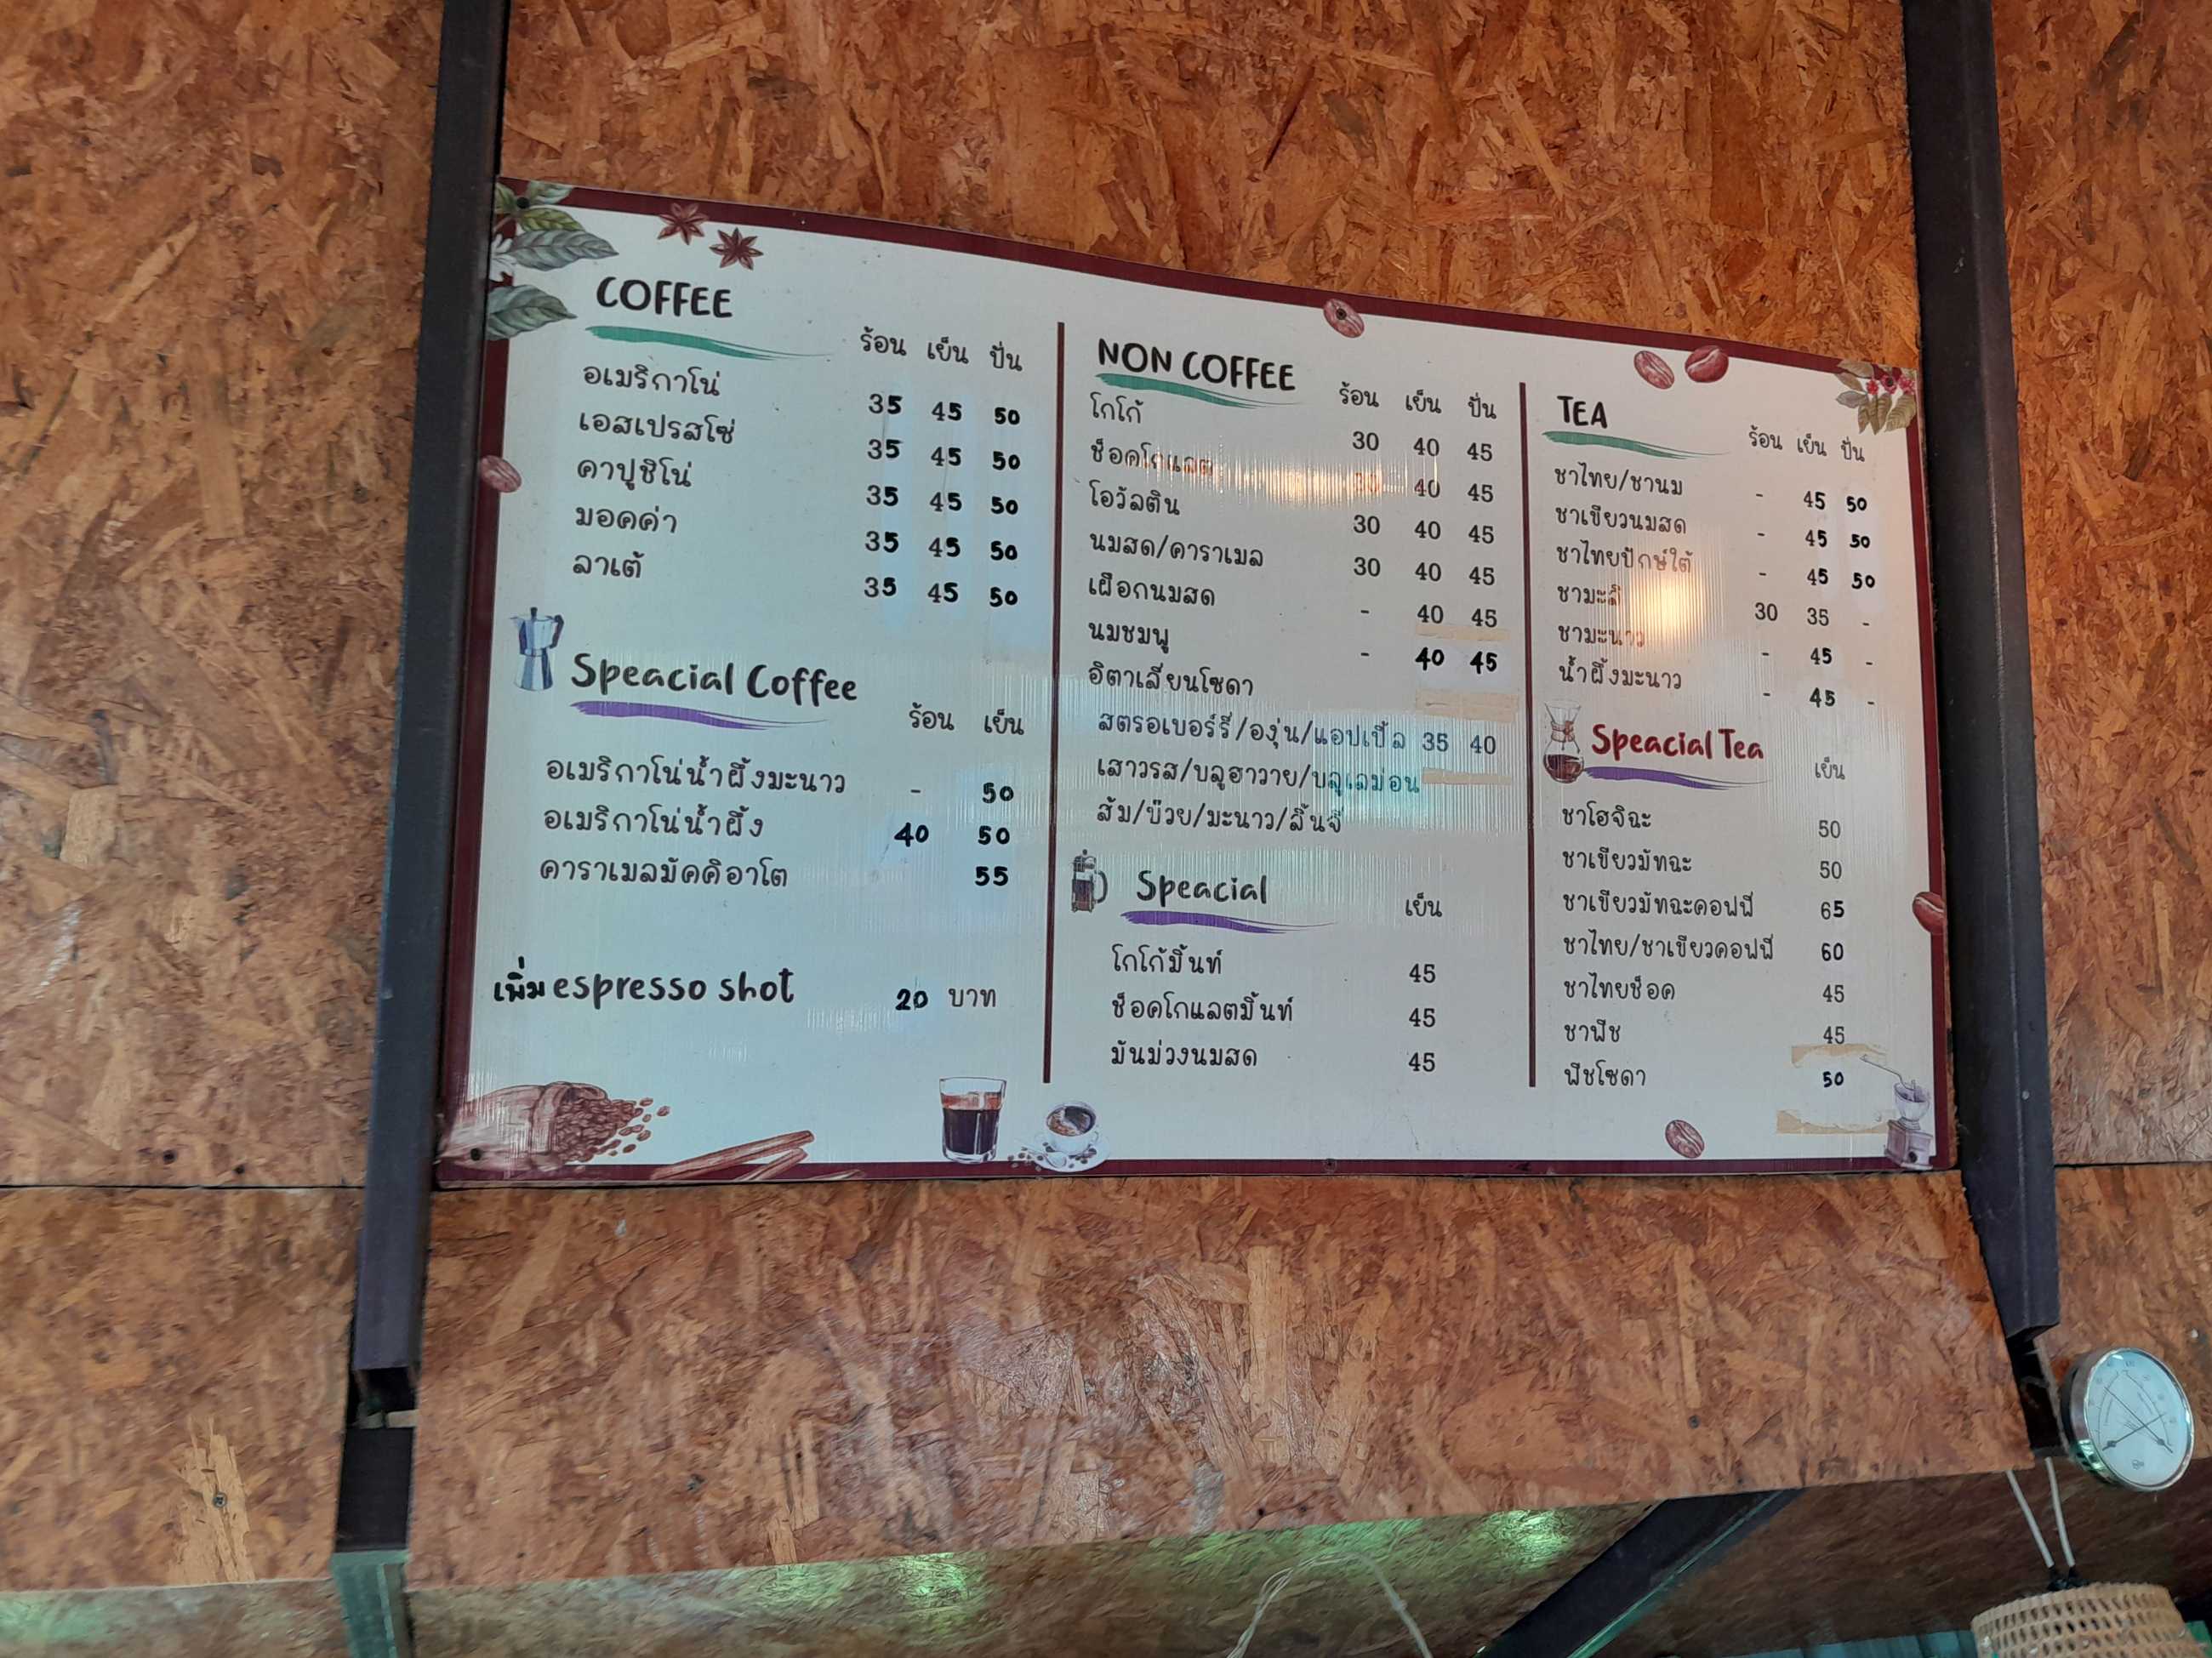 COFFEE
ร้อน เย็น ปั่น
อเมริกาโน่ 35 45 50
เอสเปรสโซ่ 35 45 50
คาปูชิโน่ 35 45 50
มอคค่า 35 45 50
ลาเต้ 35 45 50
Speacial Coffee
ร้อน เย็น
อเมริกาโน่น้ำผึ้งมะนาว - 50
อเมริกาโน่น้ำผึ้ง 40 50
คาราเมลมัคคิอาโต 55
เพิ่ม espresso shot 20 บาท
NON COFFEE
ร้อน เย็น ปั่น
โกโก้ 30 40 45
ช็อคโกแลต 30 40 45
โอวัลติน 30 40 45
นมสด/คาราเมล 30 40 45
เผือกนมสด - 40 45
นมชมพู - 40 45
อิตาเลียนโซดา
สตรอเบอร์รี่/องุ่น/แอปเปิ้ล 35 40
เสาวรส/บลูฮาวาย/บลูเลม่อน
ส้ม/บ๊วย/มะนาว/ลิ้นจี่
Speacial
เย็น
โกโก้มิ้นท์ 45
ช็อคโกแลตมิ้นท์ 45
มันม่วงนมสด 45
TEA
ร้อน เย็น ปั่น
ชาไทย/ชานม - 45 50
ชาเขียวนมสด - 45 50
ชาไทยปักษ์ใต้ - 45 50
ชามะลิ 30 35 -
ชามะนาว - 45 -
น้ำผึ้งมะนาว - 45 -
Speacial Tea
เย็น
ชาโฮจิฉะ 50
ชาเขียวมัทฉะ 50
ชาเขียวมัทฉะคอฟฟี่ 65
ชาไทย/ชาเขียวคอฟฟี่ 60
ชาไทยช็อค 45
ชาพีช 45
พีชโซดา 50